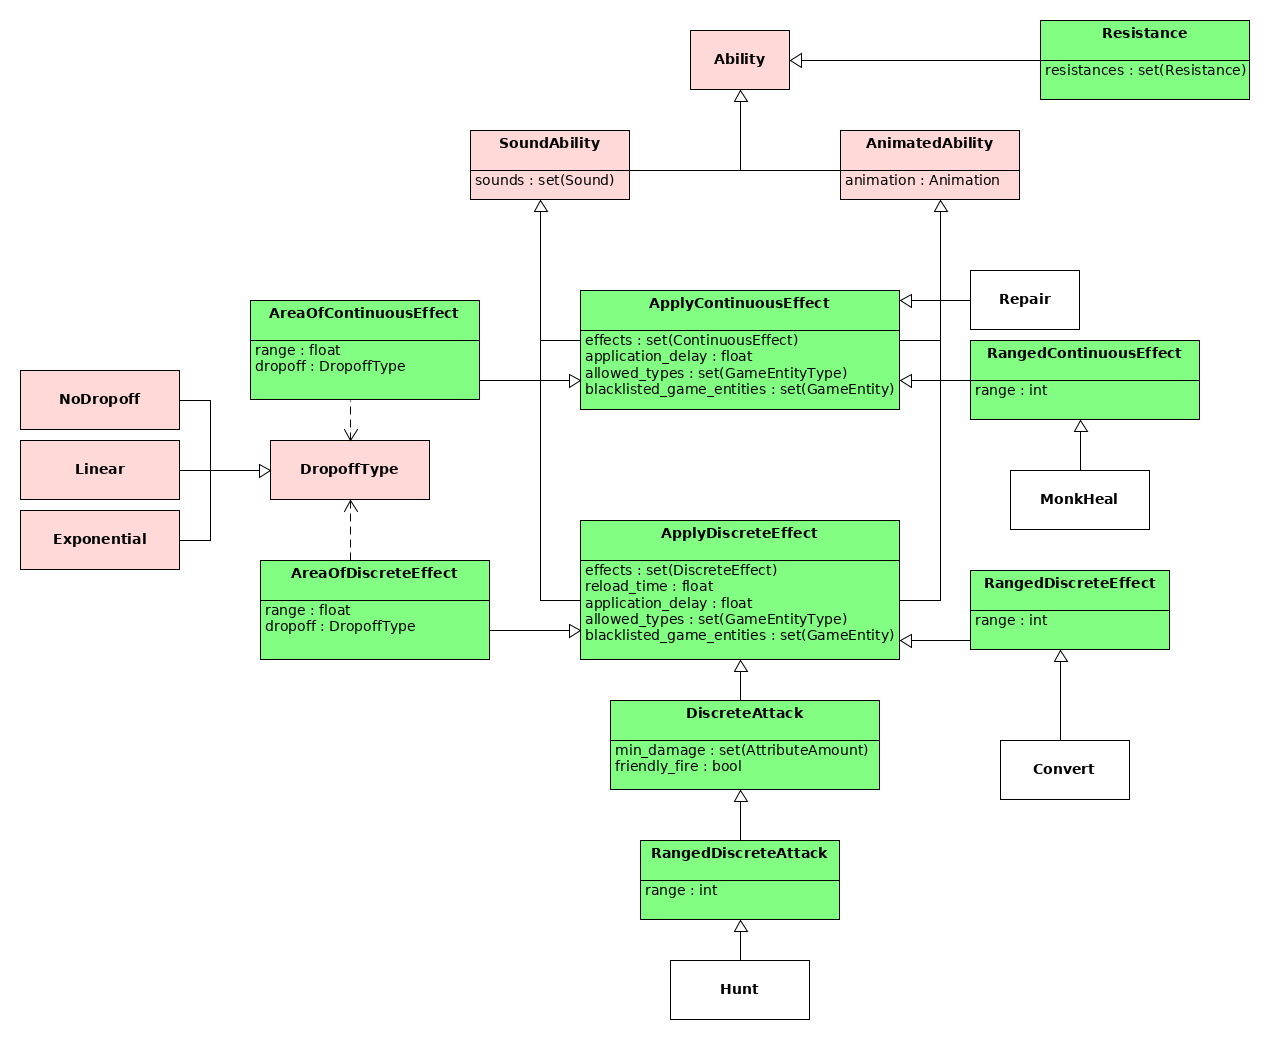 Ability
Resistance
resistances : set(Resistance)
SoundAbility
sounds : set(Sound)
AnimatedAbility
animation : Animation
AreaOfContinuousEffect
range : float
dropoff : DropoffType
ApplyContinuousEffect
effects : set(ContinuousEffect)
application_delay : float
allowed_types : set(GameEntityType)
blacklisted_game_entities : set(GameEntity)
Repair
RangedContinuousEffect
range : int
MonkHeal
NoDropoff
Linear
Exponential
DropoffType
AreaOfDiscreteEffect
range : float
dropoff : DropoffType
ApplyDiscreteEffect
effects : set(DiscreteEffect)
reload_time : float
application_delay : float
allowed_types : set(GameEntityType)
blacklisted_game_entities : set(GameEntity)
RangedDiscreteEffect
range : int
Convert
DiscreteAttack
min_damage : set(AttributeAmount)
friendly_fire : bool
RangedDiscreteAttack
range : int
Hunt